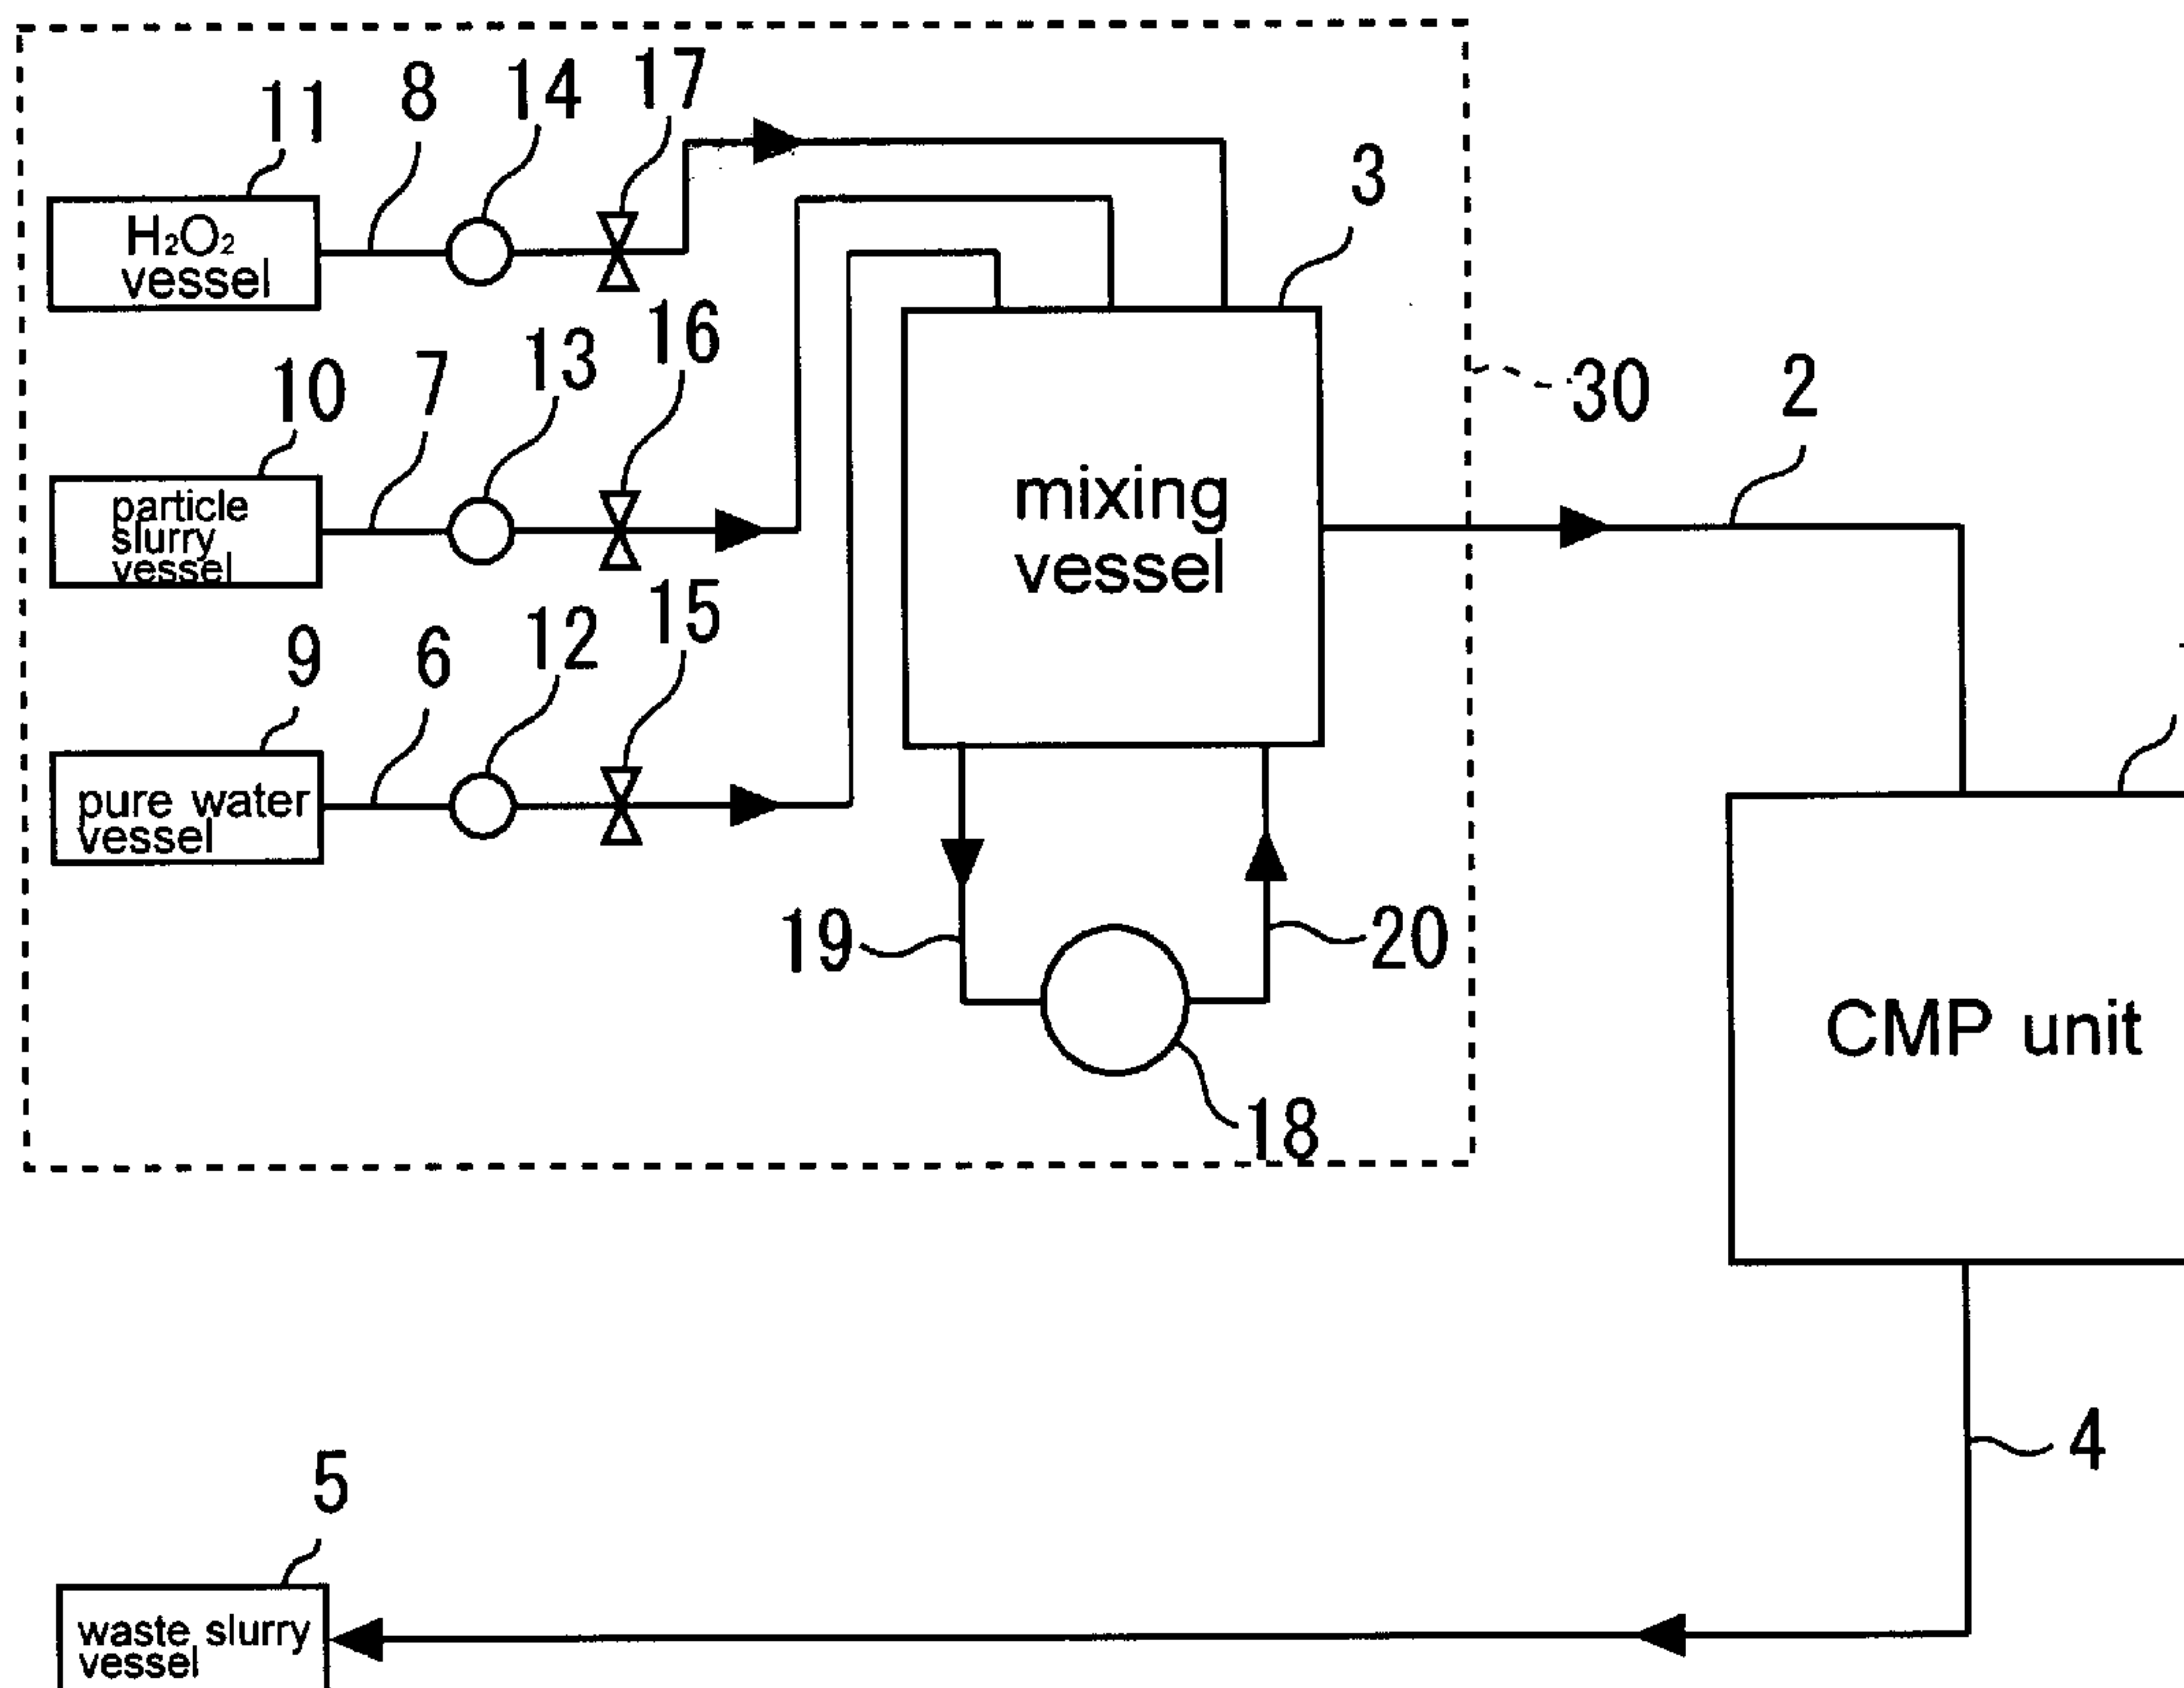 11
8
14
17
H₂O₂
vessel
3
10
7
13
16
particle
slurry
vessel
mixing
vessel
30
2
9
6
12
15
pure water
vessel
19
20
18
CMP unit
4
5
waste slurry
vessel